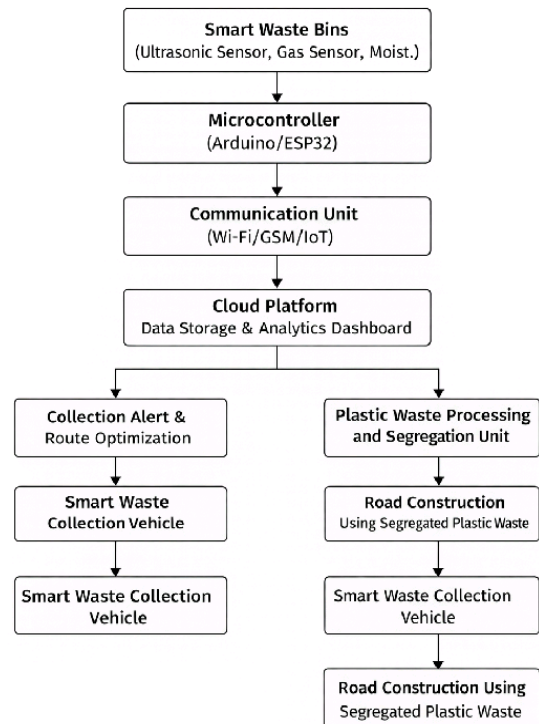 Smart Waste Bins
(Ultrasonic Sensor, Gas Sensor, Moist.)
Microcontroller
(Arduino/ESP32)
Communication Unit
(Wi-Fi/GSM/IoT)
Cloud Platform
Data Storage & Analytics Dashboard
Collection Alert &
Route Optimization
Smart Waste
Collection Vehicle
Smart Waste Collection
Vehicle
Plastic Waste Processing
and Segregation Unit
Road Construction
Using Segregated Plastic Waste
Smart Waste Collection
Vehicle
Road Construction Using
Segregated Plastic Waste